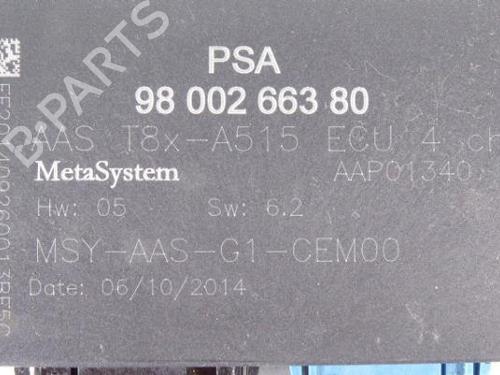 PSA
98 002 663 80
AAS T8x-A515 ECU 4 ch
MetaSystem AAP01340
Hw: 05 Sw: 6.2
MSY-AAS-G1-CEM00
Date: 06/10/2014